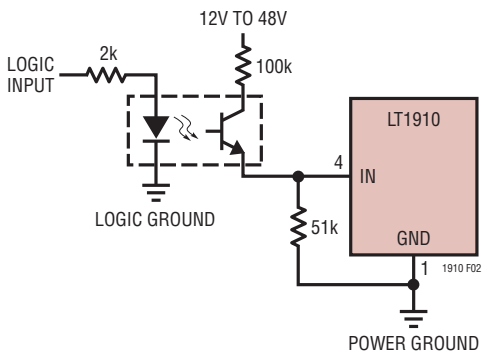 12V TO 48V
2k
LOGIC
INPUT
100k
LT1910
4
IN
LOGIC GROUND
51k
GND
1
1910 F02
POWER GROUND